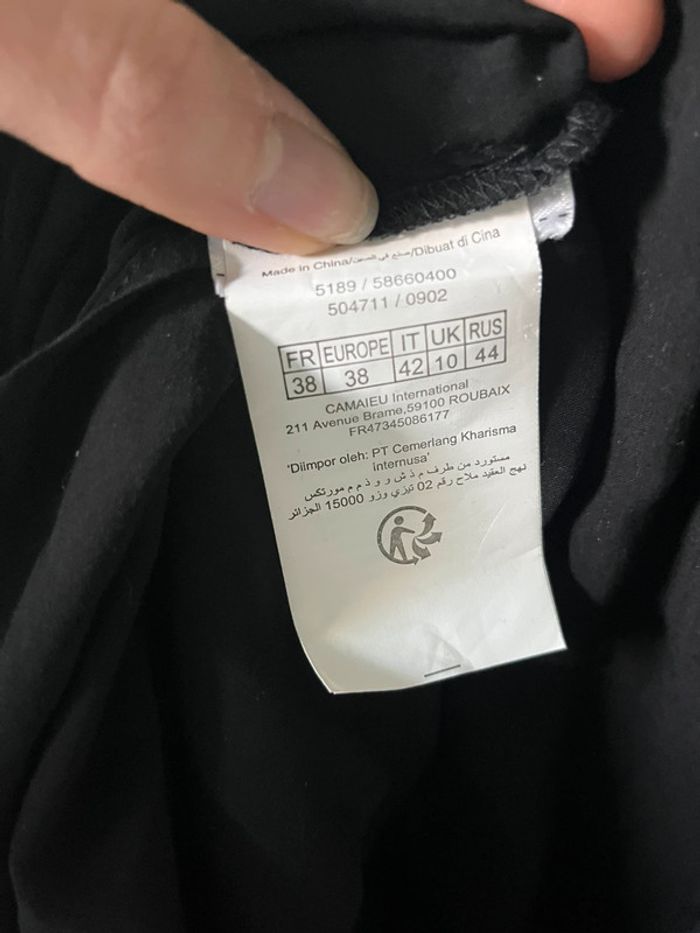 Made in China/صنع في الصين/Dibuat di Cina
5189 / 58660400
504711 / 0902
FR EUROPE IT UK RUS
38 38 42 10 44
CAMAIEU International
211 Avenue Brame,59100 ROUBAIX
FR47345086177
'Diimpor oleh: PT Cemerlang Kharisma
internusa'
مستورد من طرف م ذ ش و و ذ م م مورتكس
نهج العقيد ملاح رقم 02 تيزي وزو 15000 الجزائر